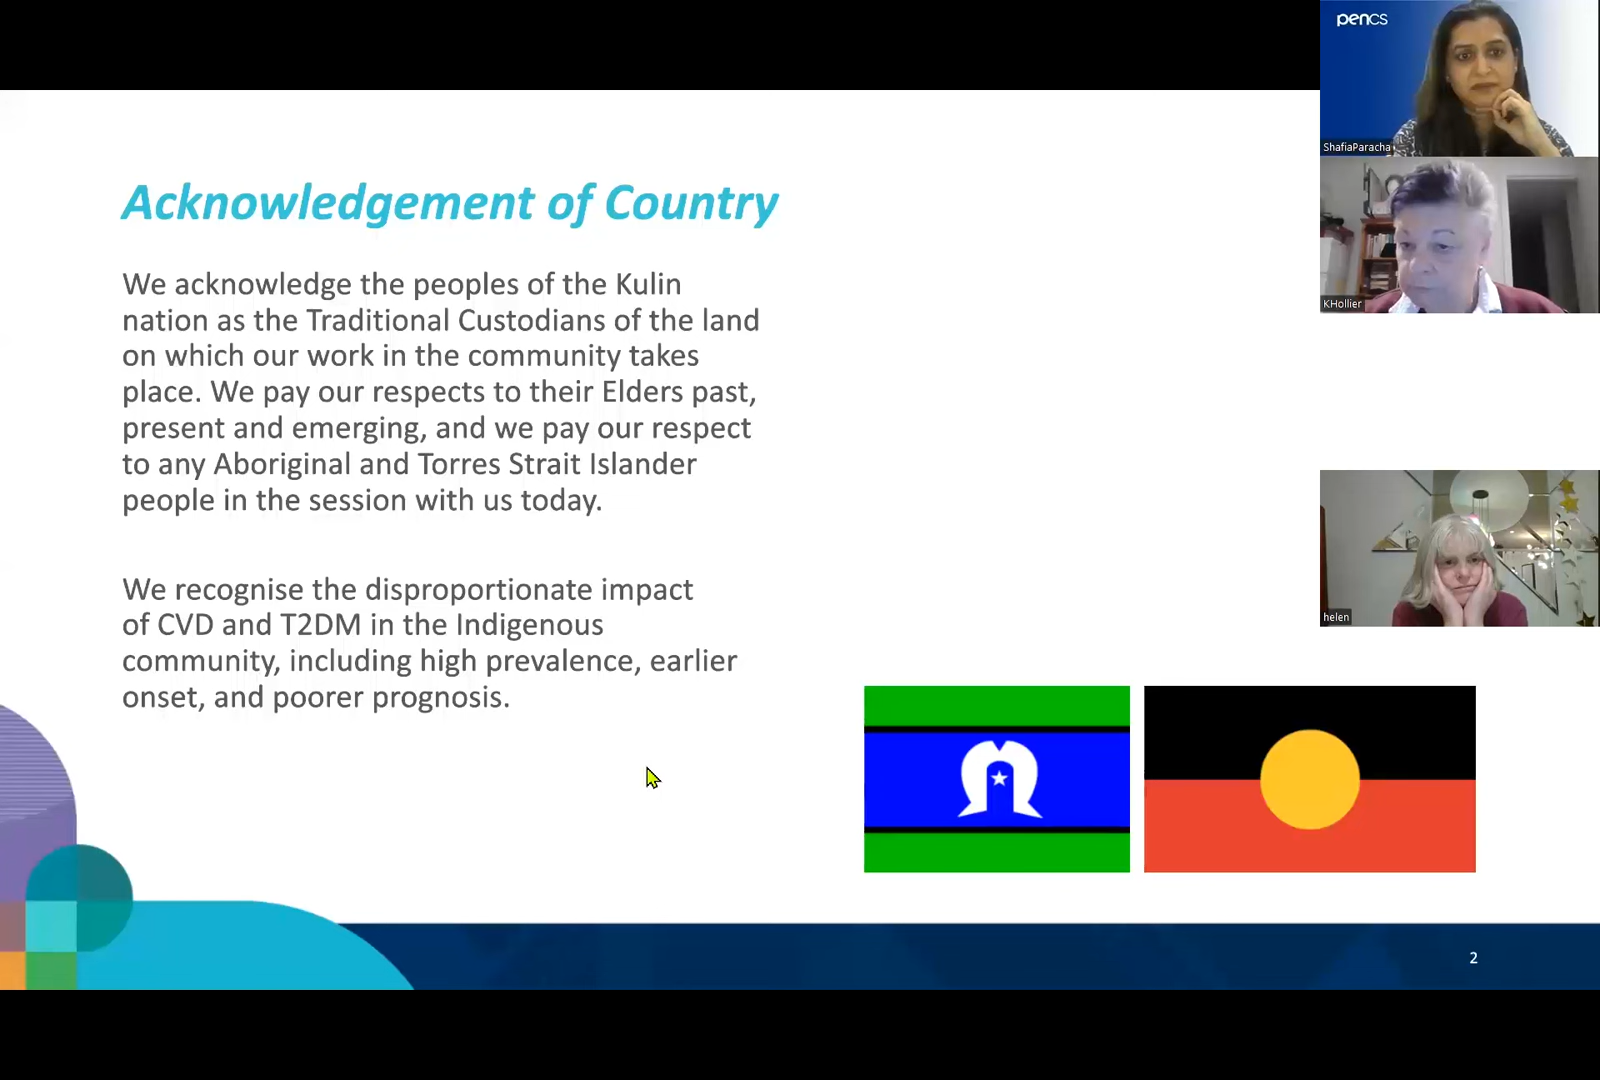 Acknowledgement of Country
We acknowledge the peoples of the Kulin
nation as the Traditional Custodians of the land
on which our work in the community takes
place. We pay our respects to their Elders past,
present and emerging, and we pay our respect
to any Aboriginal and Torres Strait Islander
people in the session with us today.
We recognise the disproportionate impact
of CVD and T2DM in the Indigenous
community, including high prevalence, earlier
onset, and poorer prognosis.
2
pencs
ShafiaParacha
KHollier
helen